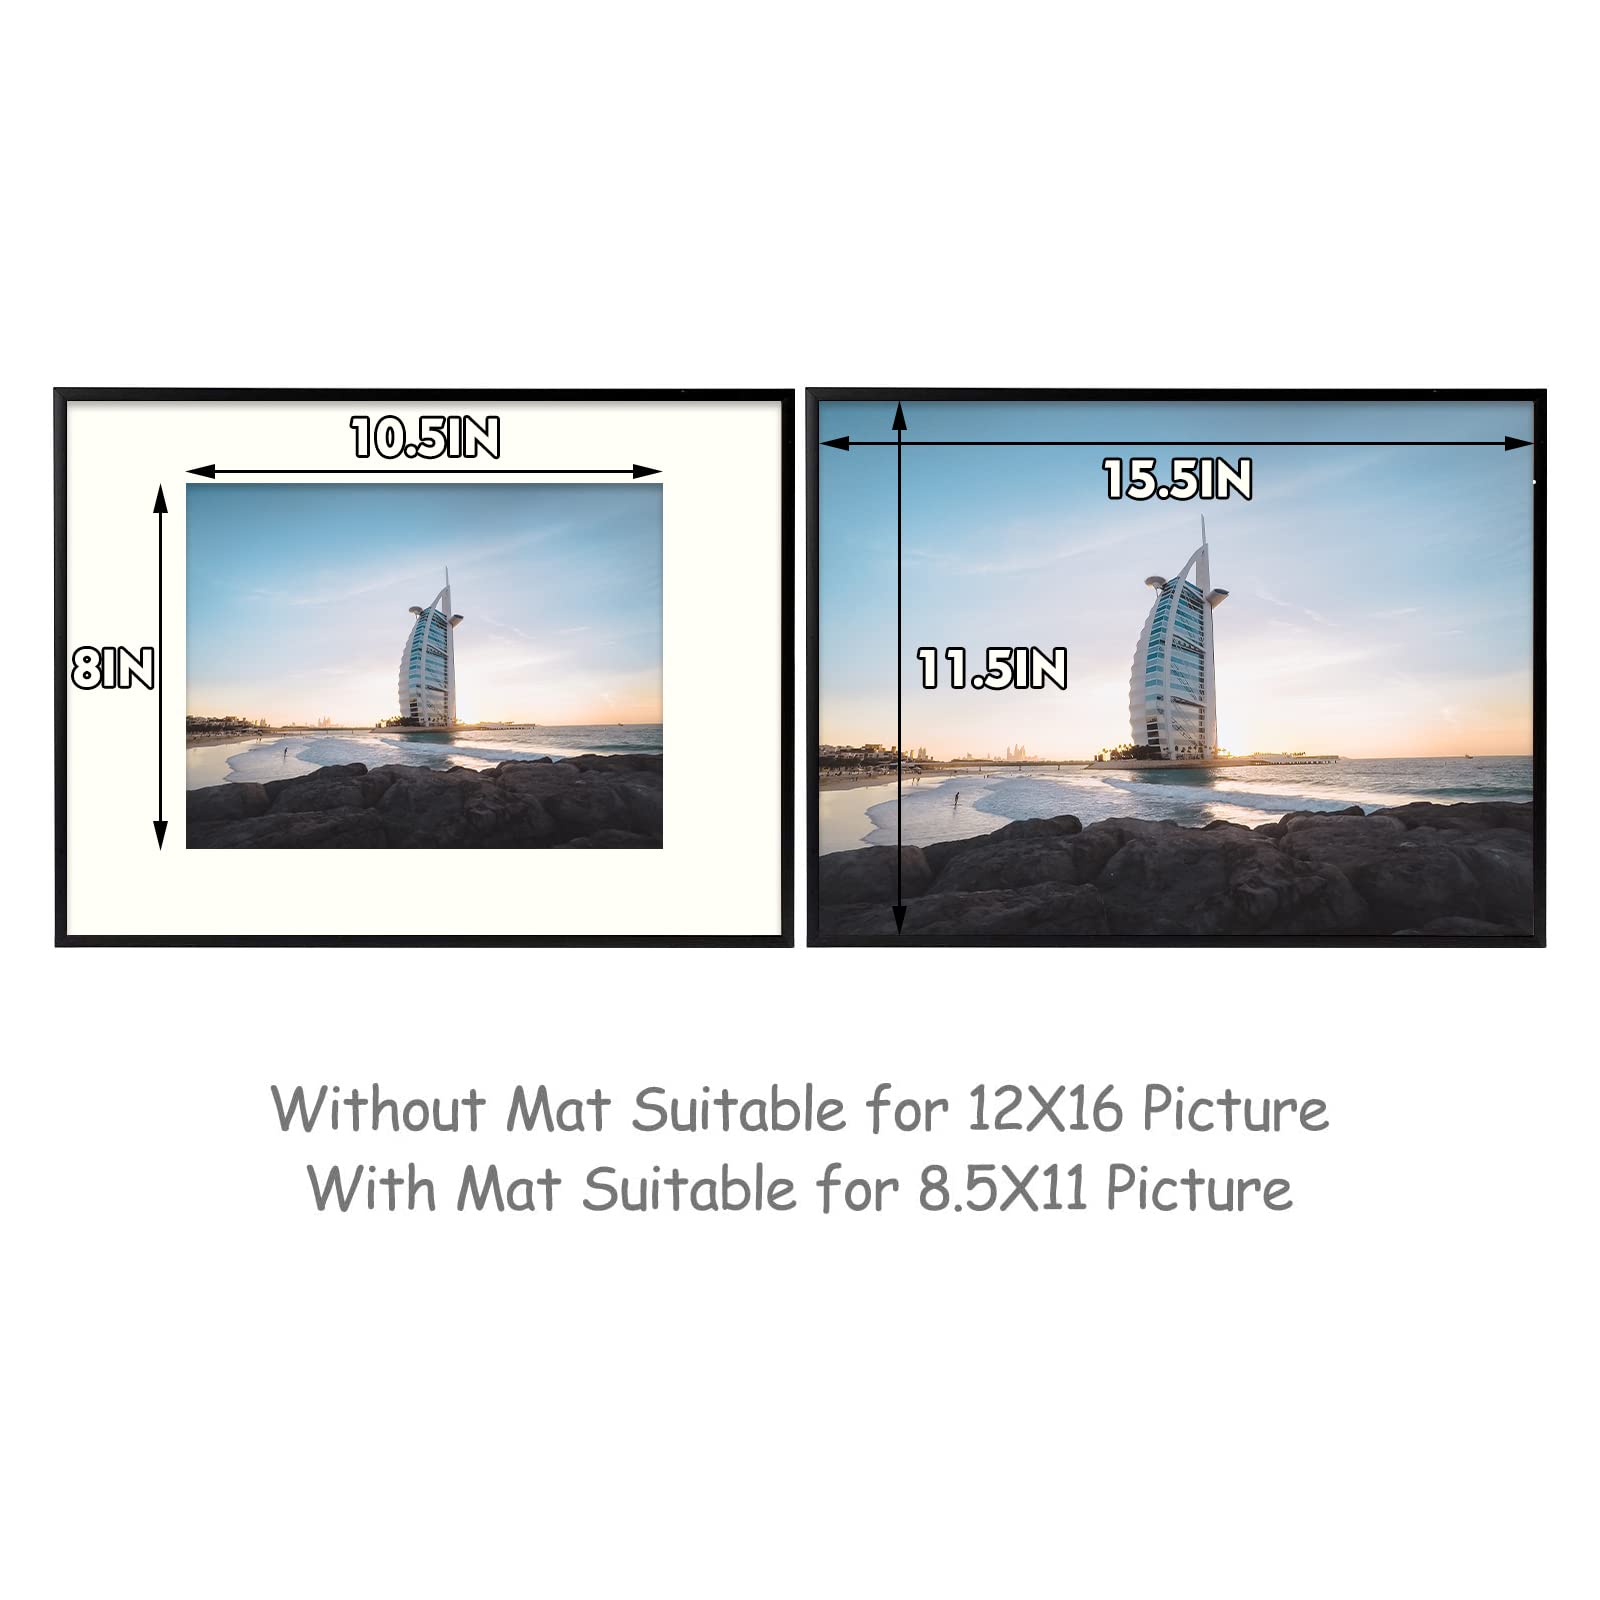 10.5IN
8IN
15.5IN
11.5IN
Without Mat Suitable for 12X16 Picture
With Mat Suitable for 8.5X11 Picture